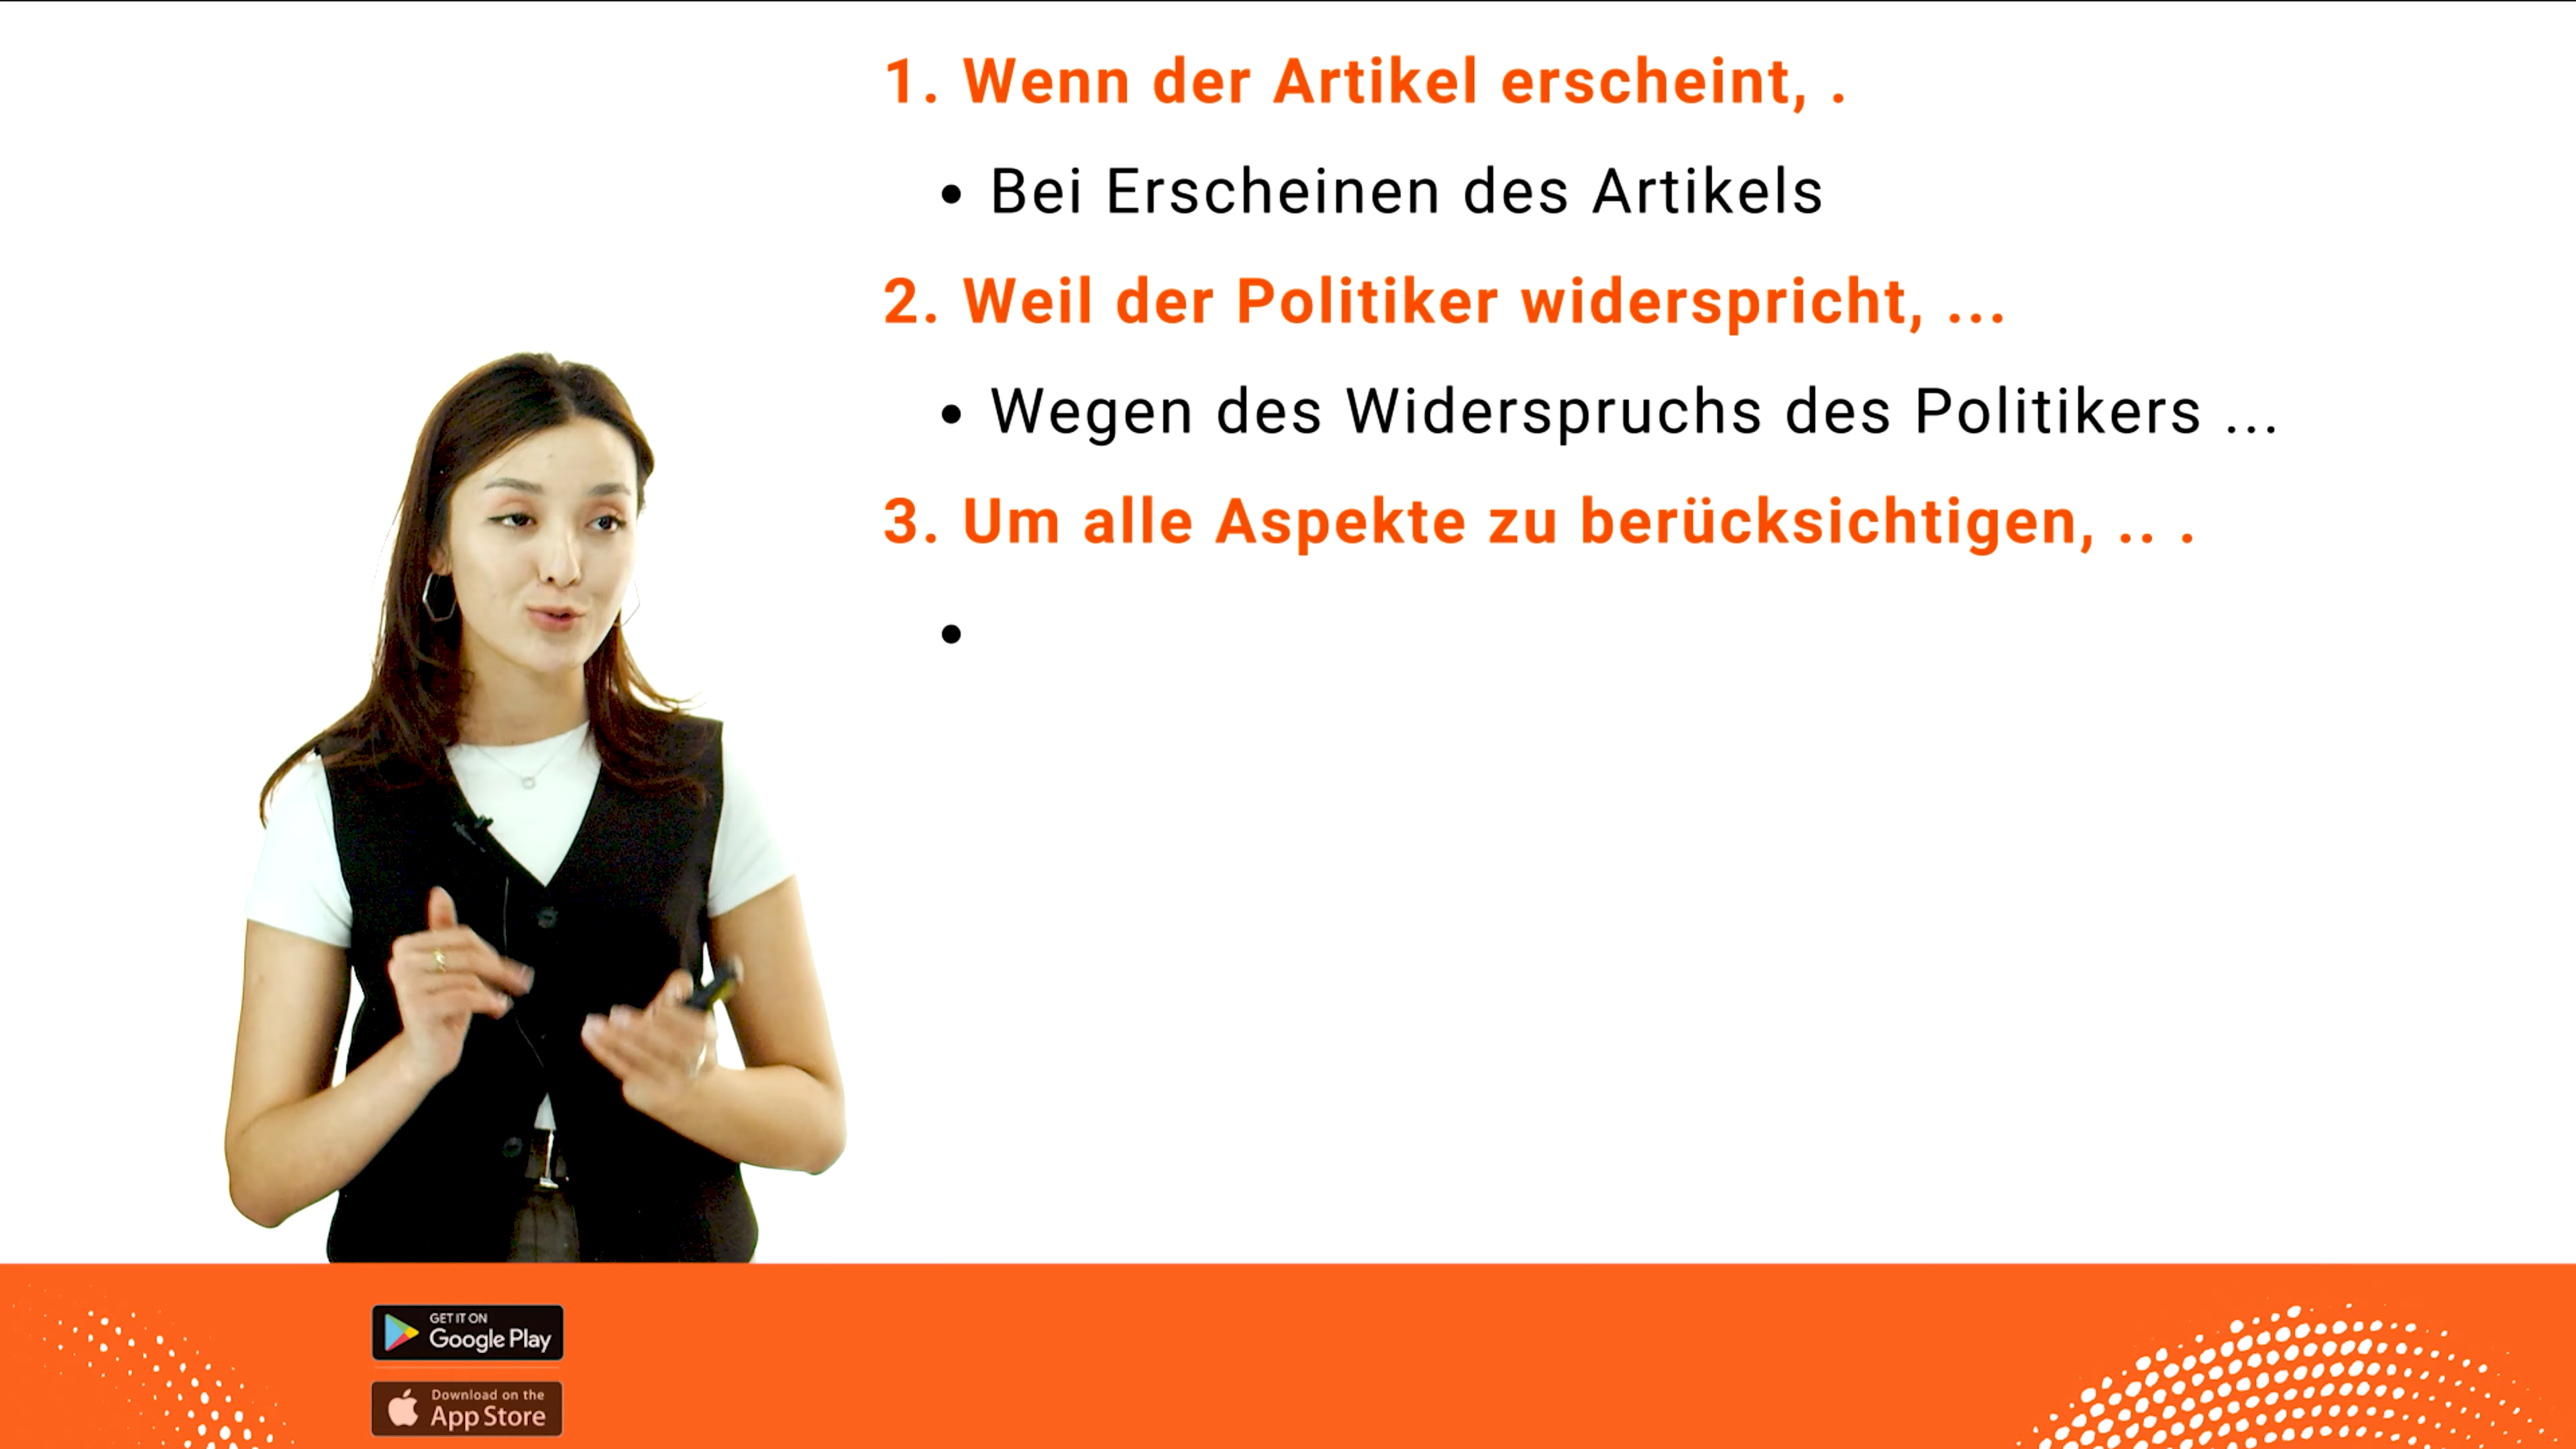 1. Wenn der Artikel erscheint, .
• Bei Erscheinen des Artikels
2. Weil der Politiker widerspricht, ...
• Wegen des Widerspruchs des Politikers ...
3. Um alle Aspekte zu berücksichtigen, .. .
•
GET IT ON
Google Play
Download on the
App Store